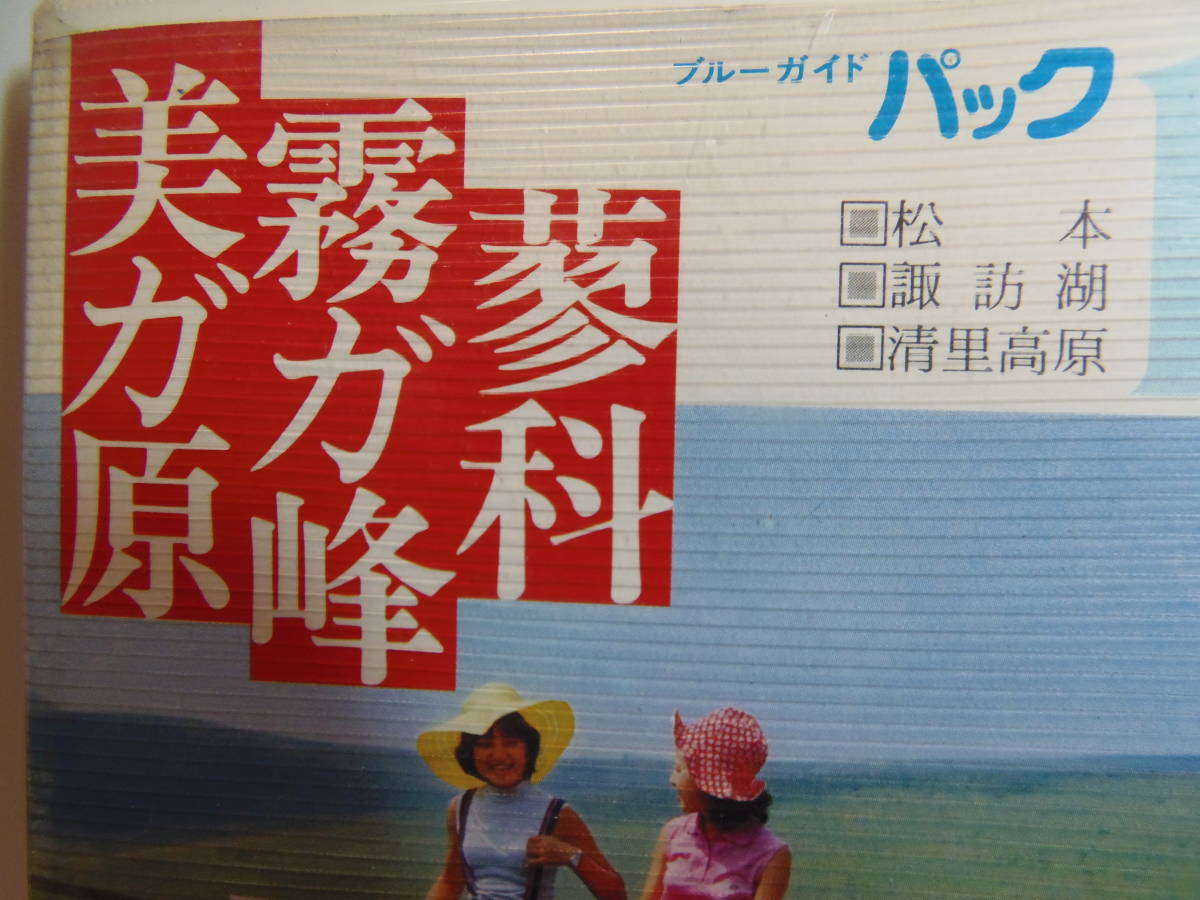 ブルーガイド パック
蓼科
霧ガ峰
美ガ原
松本
諏訪湖
清里高原